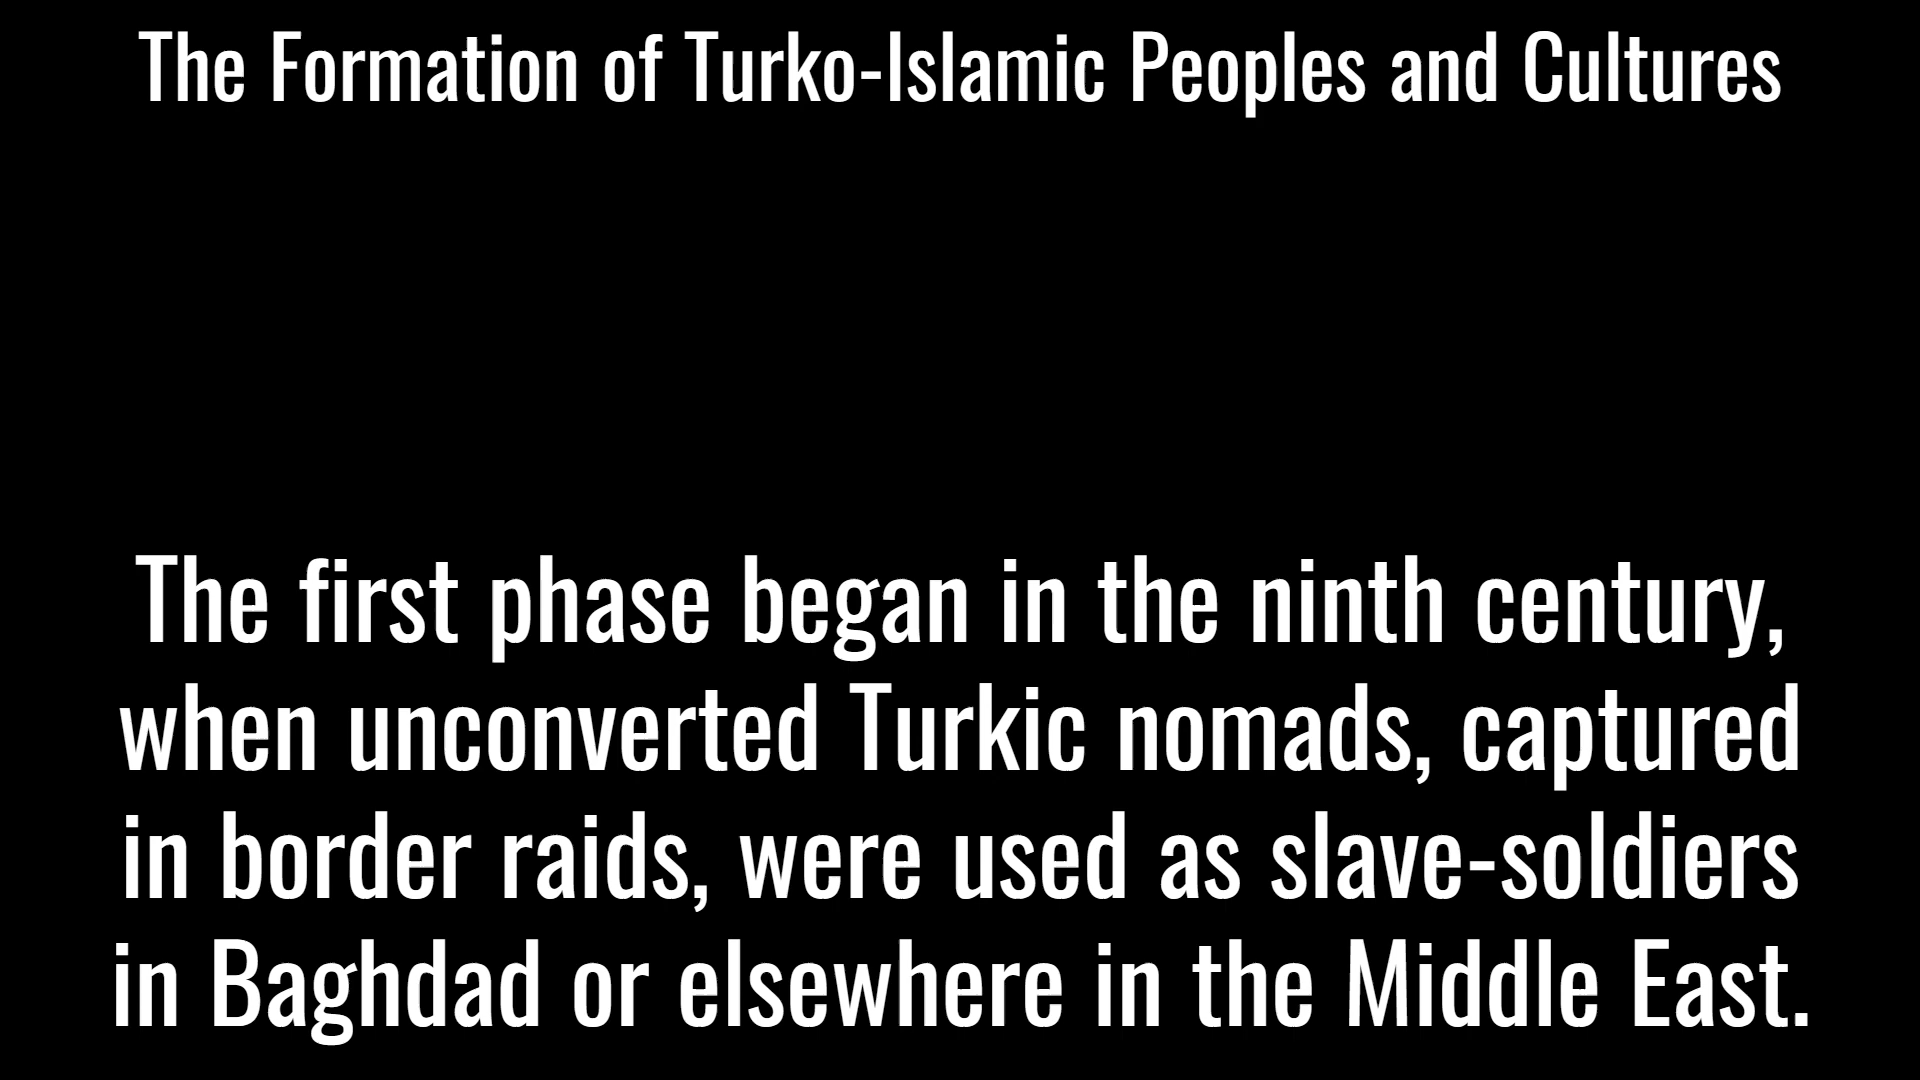 The Formation of Turko-Islamic Peoples and Cultures
The first phase began in the ninth century,
when unconverted Turkic nomads, captured
in border raids, were used as slave-soldiers
in Baghdad or elsewhere in the Middle East.